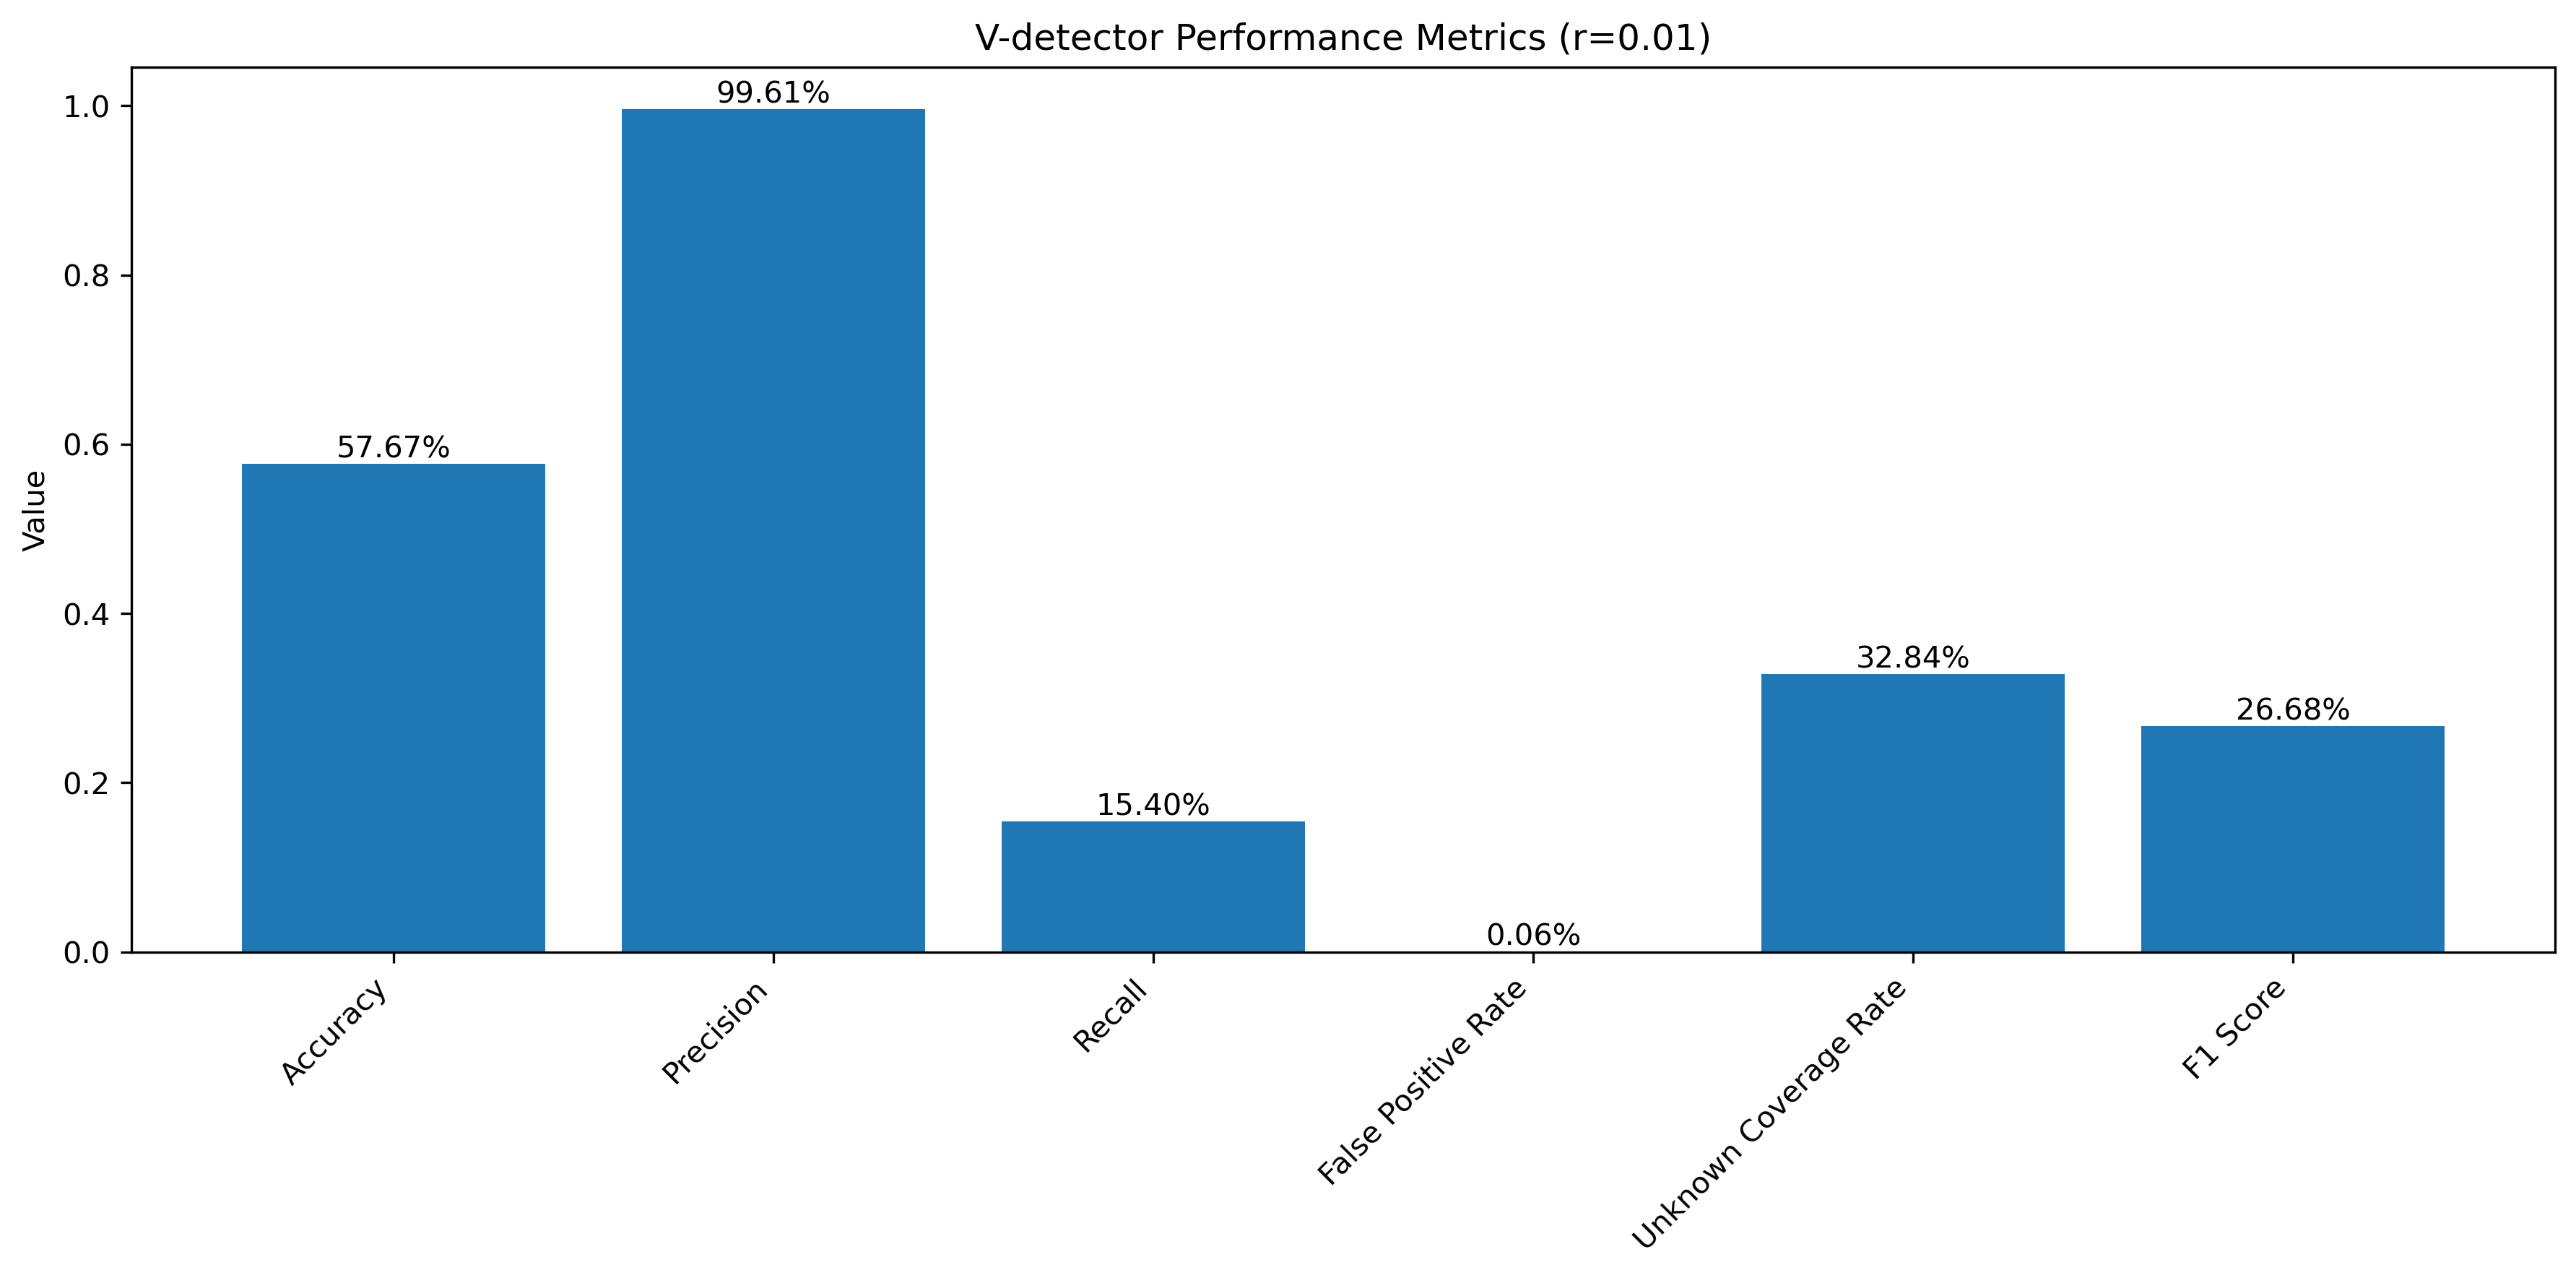 V-detector Performance Metrics (r=0.01)
Value
1.0
0.8
0.6
0.4
0.2
0.0
57.67%
99.61%
15.40%
0.06%
32.84%
26.68%
Accuracy
Precision
Recall
False Positive Rate
Unknown Coverage Rate
F1 Score